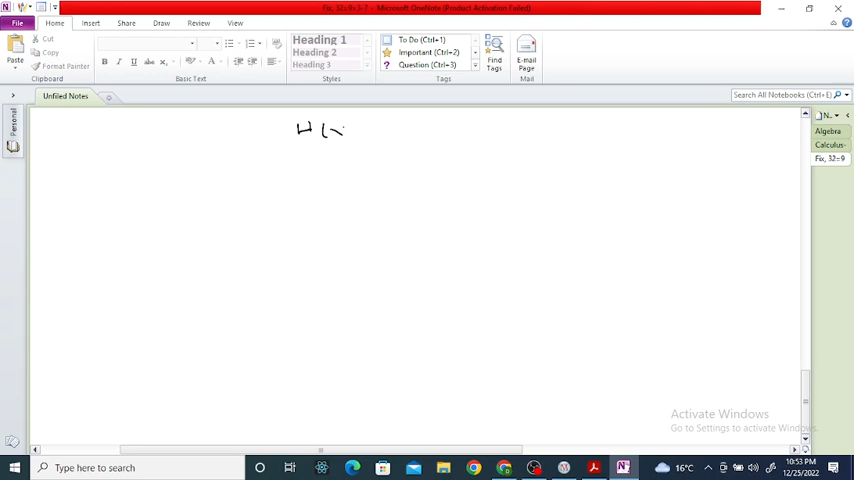 Fix, 32=9×3-7 - Microsoft OneNote (Product Activation Failed)
File Home Insert Share Draw Review View
Paste Cut Copy Format Painter Clipboard
B I U abc X₂ A Basic Text
Heading 1 Heading 2 Heading 3 Styles
To Do (Ctrl+1) Important (Ctrl+2) Question (Ctrl+3) Tags
Find Tags
E-mail Page Mail
Unfiled Notes
Search All Notebooks (Ctrl+E)
Personal
N..
Algebra
Calculus-
Fix, 32=9
Activate Windows
Go to Settings to activate Windows.
Type here to search
16°C
10:53 PM
12/25/2022